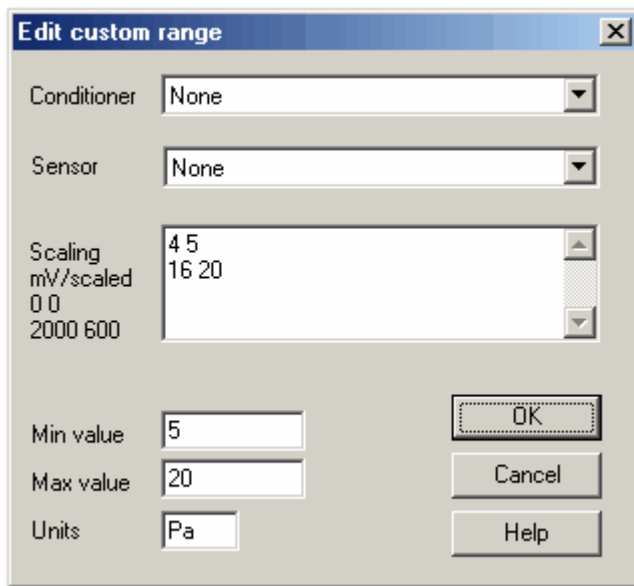 Edit custom range
Conditioner None
Sensor None
Scaling
mV/scaled
0 0
2000 600
4 5
16 20
Min value 5
Max value 20
Units Pa
OK
Cancel
Help